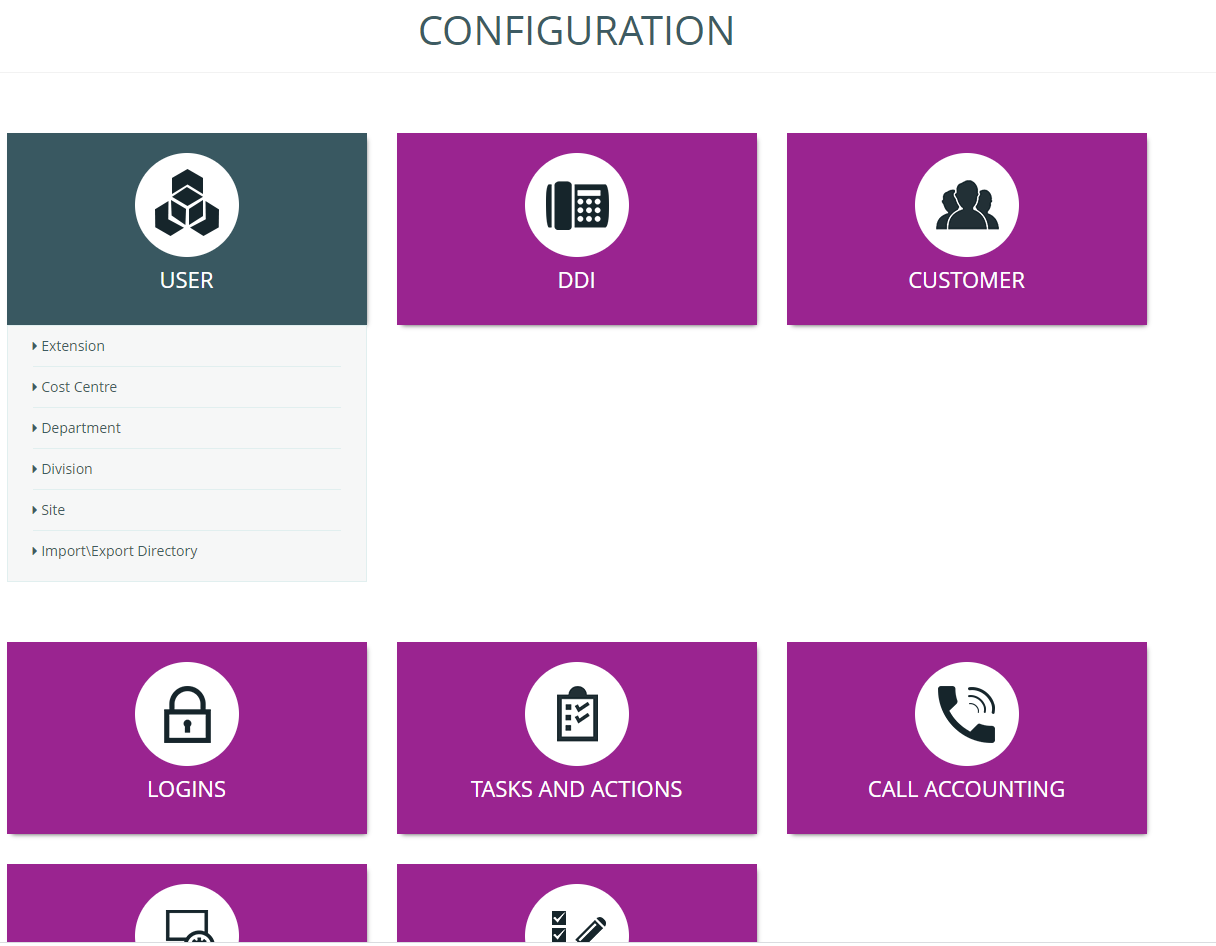 CONFIGURATION
USER
DDI
CUSTOMER
Extension
Cost Centre
Department
Division
Site
Import\Export Directory
LOGINS
TASKS AND ACTIONS
CALL ACCOUNTING